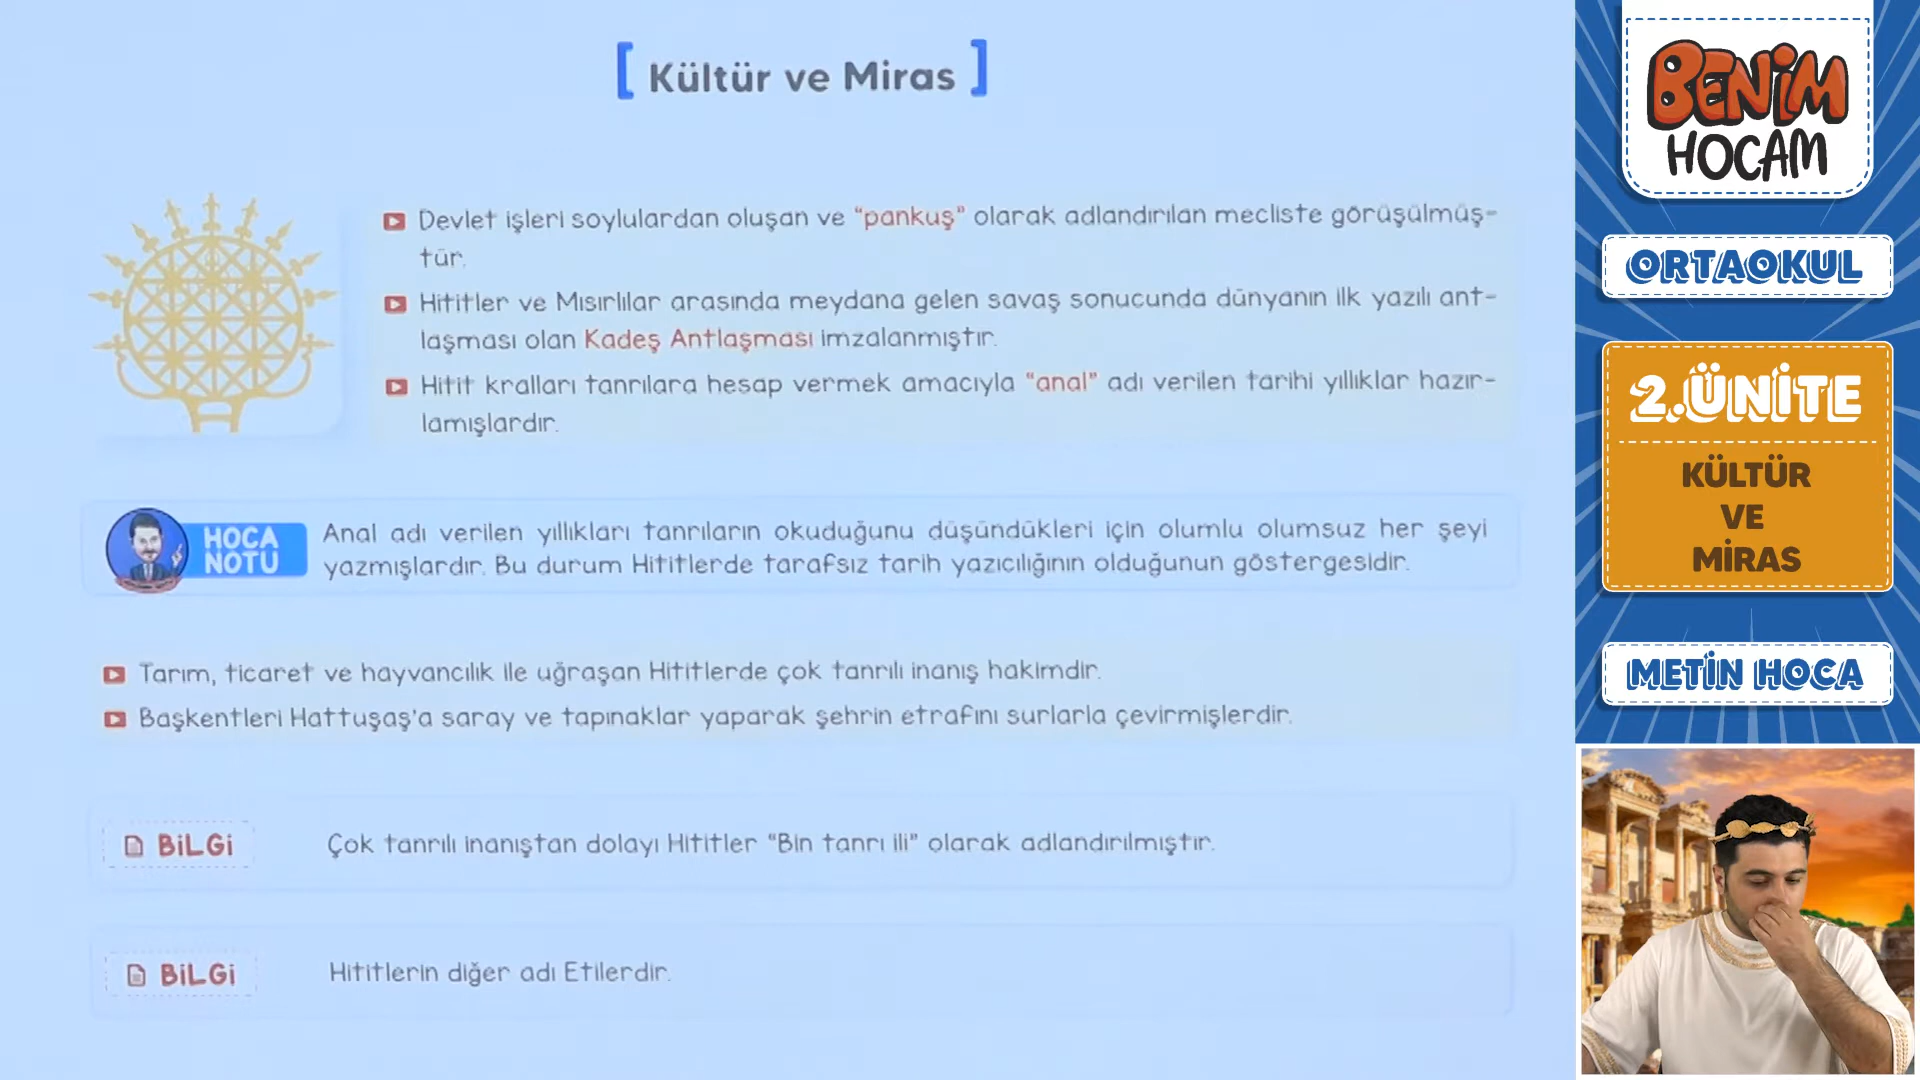 [ Kültür ve Miras ]
Devlet işleri soylulardan oluşan ve “pankuş” olarak adlandırılan mecliste görüşülmüş-
tür.
Hititler ve Mısırlılar arasında meydana gelen savaş sonucunda dünyanın ilk yazılı ant-
laşması olan Kadeş Antlaşması imzalanmıştır.
Hitit kralları tanrılara hesap vermek amacıyla “anal” adı verilen tarihi yıllıklar hazır-
lamışlardır.
HOCA
NOTU
Anal adı verilen yıllıkları tanrıların okuduğunu düşündükleri için olumlu olumsuz her şeyi
yazmışlardır. Bu durum Hititlerde tarafsız tarih yazıcılığının olduğunun göstergesidir.
Tarım, ticaret ve hayvancılık ile uğraşan Hititlerde çok tanrılı inanış hakimdir.
Başkentleri Hattuşaş’a saray ve tapınaklar yaparak şehrin etrafını surlarla çevirmişlerdir.
BiLGi
Çok tanrılı inanıştan dolayı Hititler “Bin tanrı ili” olarak adlandırılmıştır.
BiLGi
Hititlerin diğer adı Etilerdir.
BENiM
HOCAM
ORTAOKUL
2.ÜNİTE
KÜLTÜR
VE
MİRAS
METİN HOCA